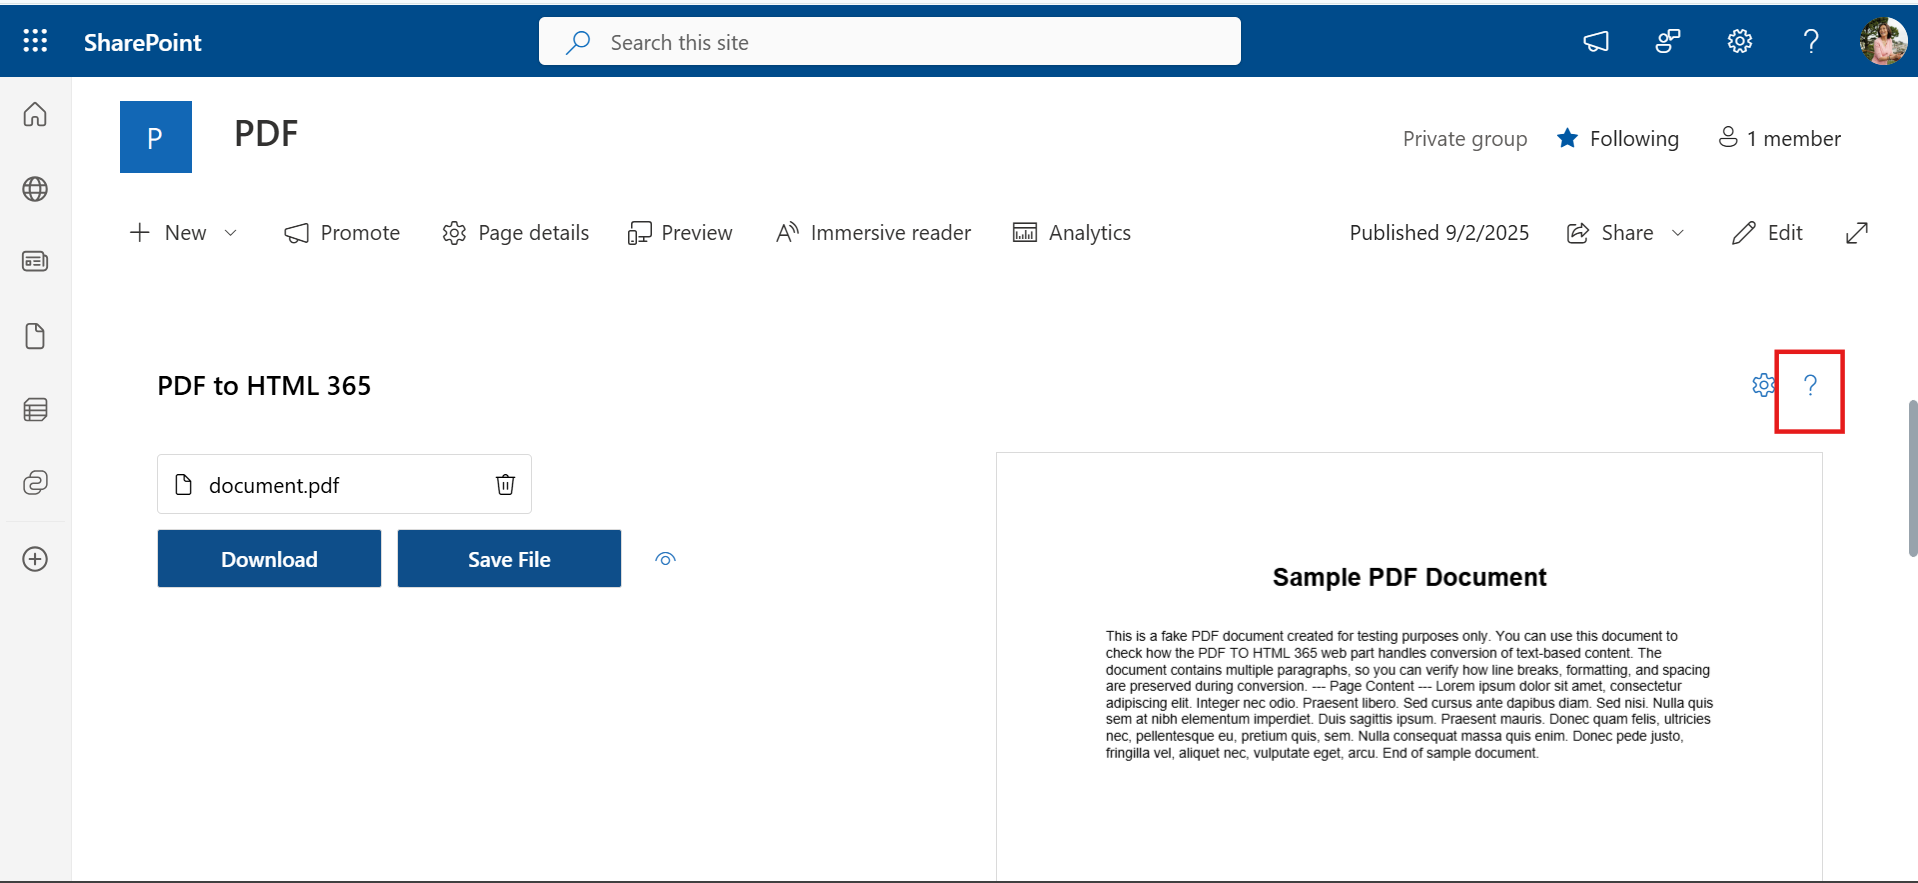 SharePoint
Search this site
?
P
PDF
Private group
Following
1 member
New
Promote
Page details
Preview
Immersive reader
Analytics
Published 9/2/2025
Share
Edit
PDF to HTML 365
?
document.pdf
Download
Save File
Sample PDF Document
This is a fake PDF document created for testing purposes only. You can use this document to
check how the PDF TO HTML 365 web part handles conversion of text-based content. The
document contains multiple paragraphs, so you can verify how line breaks, formatting, and spacing
are preserved during conversion. --- Page Content --- Lorem ipsum dolor sit amet, consectetur
adipiscing elit. Integer nec odio. Praesent libero. Sed cursus ante dapibus diam. Sed nisi. Nulla quis
sem at nibh elementum imperdiet. Duis sagittis ipsum. Praesent mauris. Donec quam felis, ultricies
nec, pellentesque eu, pretium quis, sem. Nulla consequat massa quis enim. Donec pede justo,
fringilla vel, aliquet nec, vulputate eget, arcu. End of sample document.